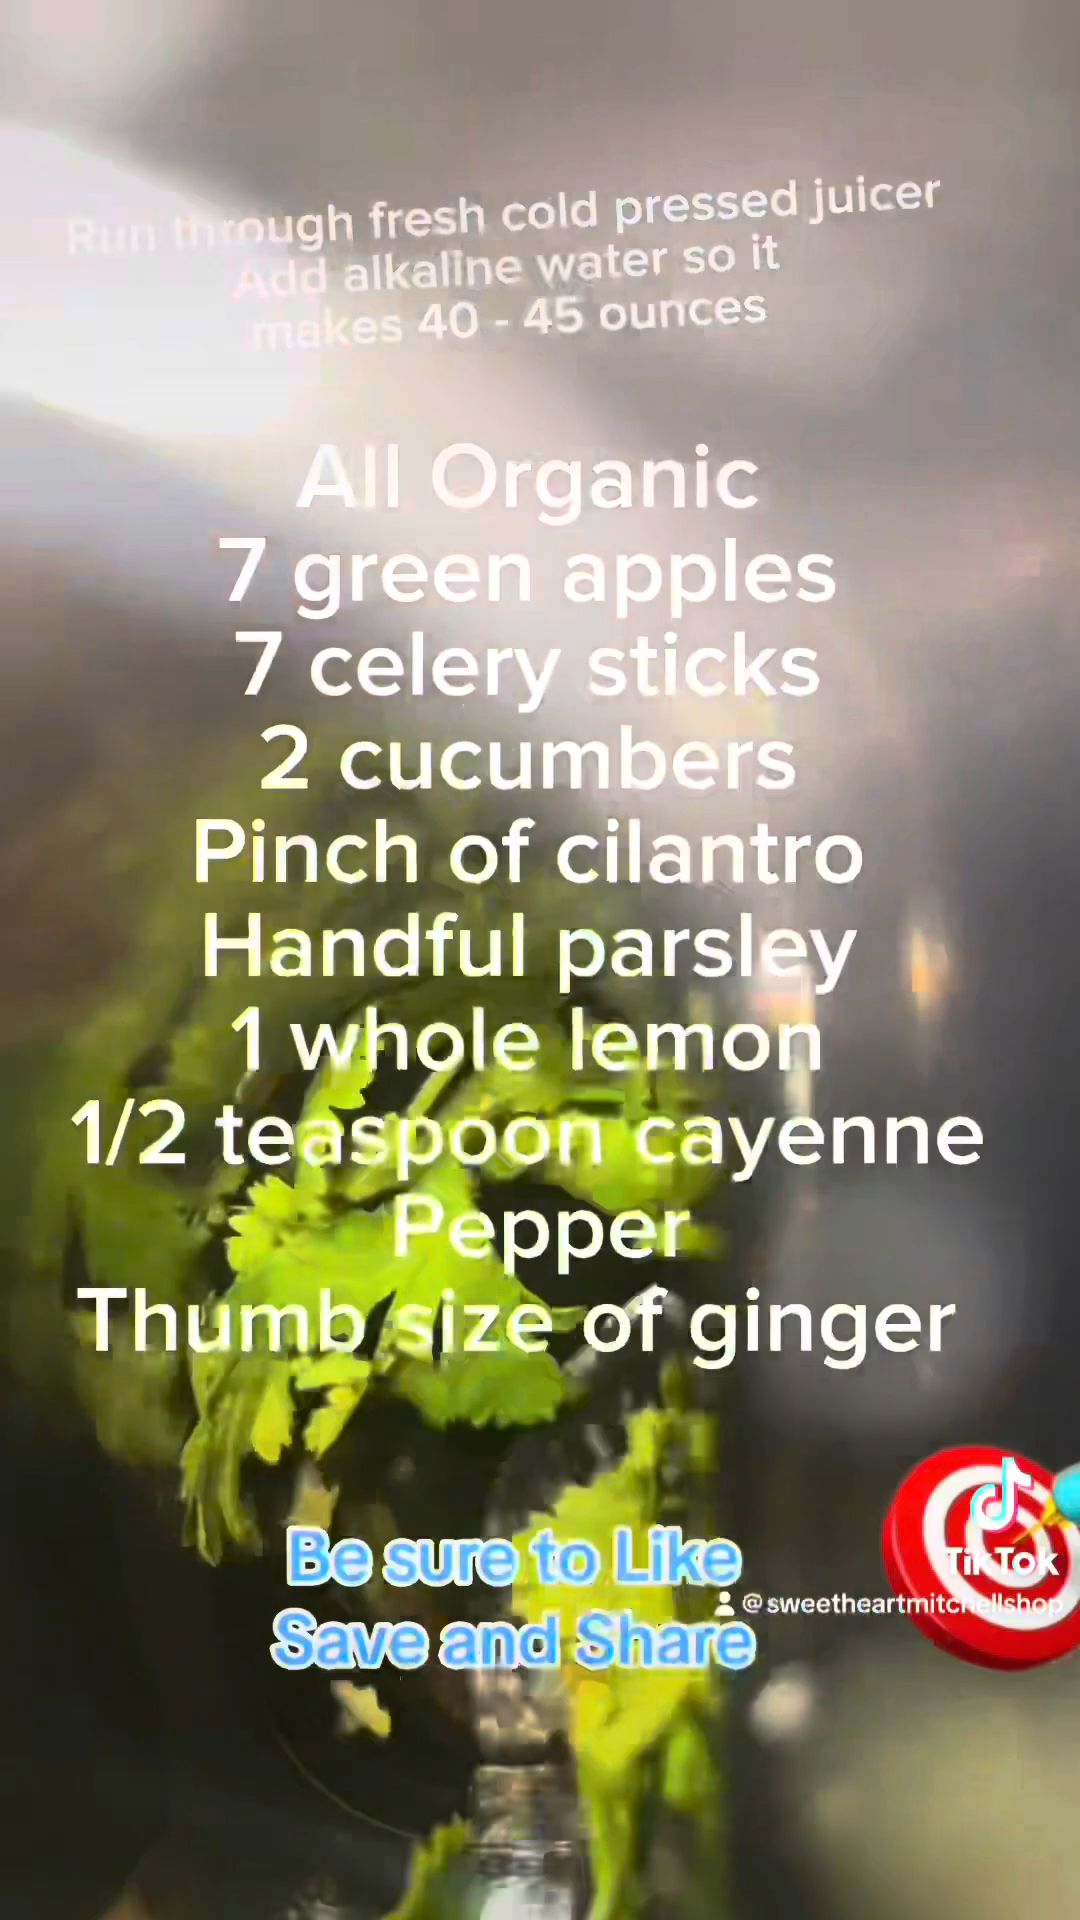 Run through fresh cold pressed juicer
Add alkaline water so it
makes 40 - 45 ounces
All Organic
7 green apples
7 celery sticks
2 cucumbers
Pinch of cilantro
Handful parsley
1 whole lemon
1/2 teaspoon cayenne
Pepper
Thumb size of ginger
Be sure to Like
Save and Share
TikTok
@sweetheartmitchellshop